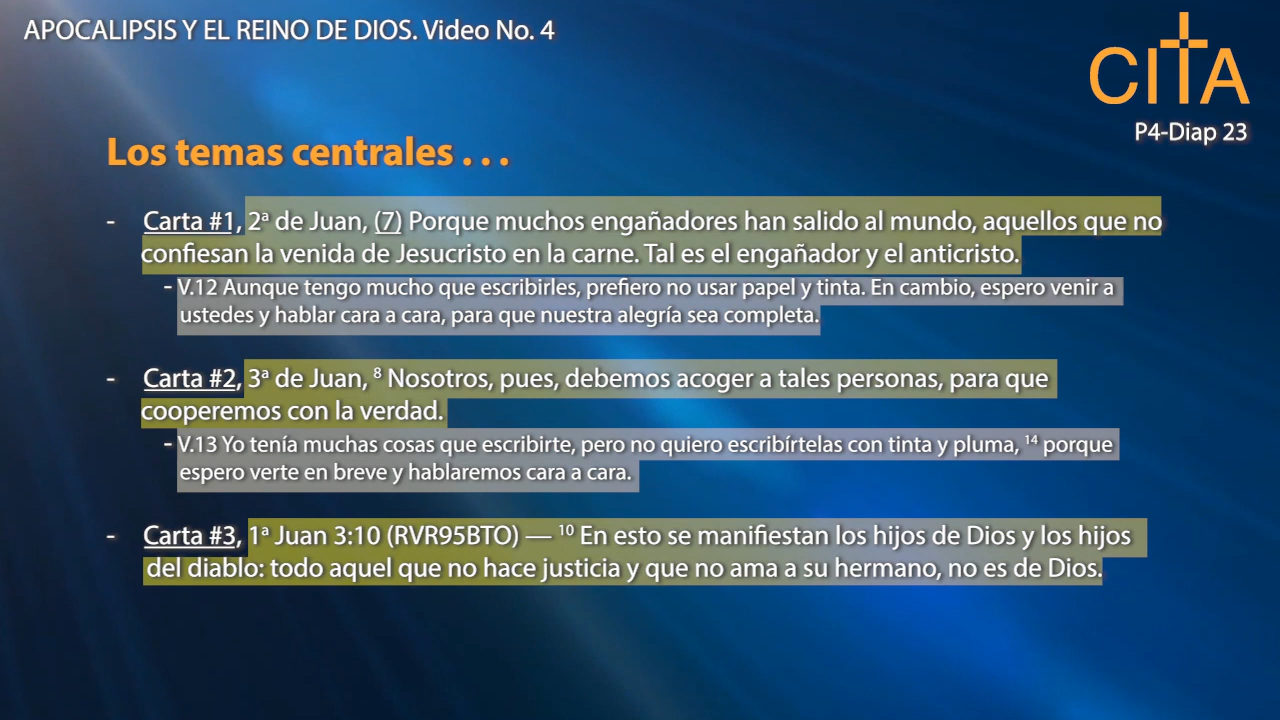 APOCALIPSIS Y EL REINO DE DIOS. Video No. 4
CITA
P4-Diap 23
Los temas centrales . . .
- Carta #1, 2ª de Juan, (7) Porque muchos engañadores han salido al mundo, aquellos que no
confiesan la venida de Jesucristo en la carne. Tal es el engañador y el anticristo.
- V.12 Aunque tengo mucho que escribirles, prefiero no usar papel y tinta. En cambio, espero venir a
ustedes y hablar cara a cara, para que nuestra alegría sea completa.
- Carta #2, 3ª de Juan, ⁸ Nosotros, pues, debemos acoger a tales personas, para que
cooperemos con la verdad.
- V.13 Yo tenía muchas cosas que escribirte, pero no quiero escribírtelas con tinta y pluma, ¹⁴ porque
espero verte en breve y hablaremos cara a cara.
- Carta #3, 1ª Juan 3:10 (RVR95BTO) — ¹⁰ En esto se manifiestan los hijos de Dios y los hijos
del diablo: todo aquel que no hace justicia y que no ama a su hermano, no es de Dios.